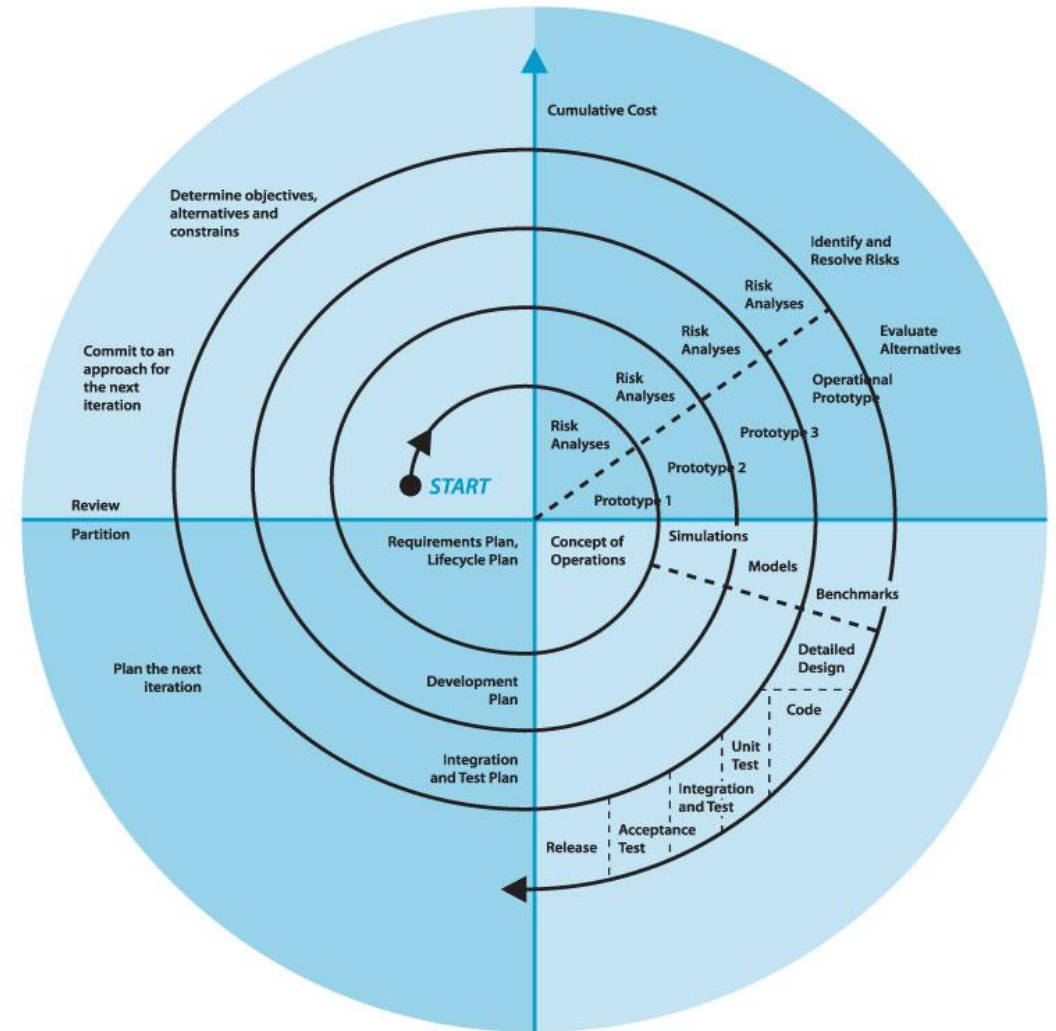 Cumulative Cost
Determine objectives,
alternatives and
constrains
Identify and
Resolve Risks
Risk
Analyses
Risk
Analyses
Evaluate
Alternatives
Commit to an
approach for
the next
iteration
Risk
Analyses
Operational
Prototype
Risk
Analyses
Prototype 3
Prototype 2
START
Prototype 1
Review
Partition
Requirements Plan,
Lifecycle Plan
Concept of
Operations
Simulations
Models
Benchmarks
Plan the next
iteration
Development
Plan
Detailed
Design
Code
Integration
and Test Plan
Unit
Test
Integration
and Test
Acceptance
Test
Release